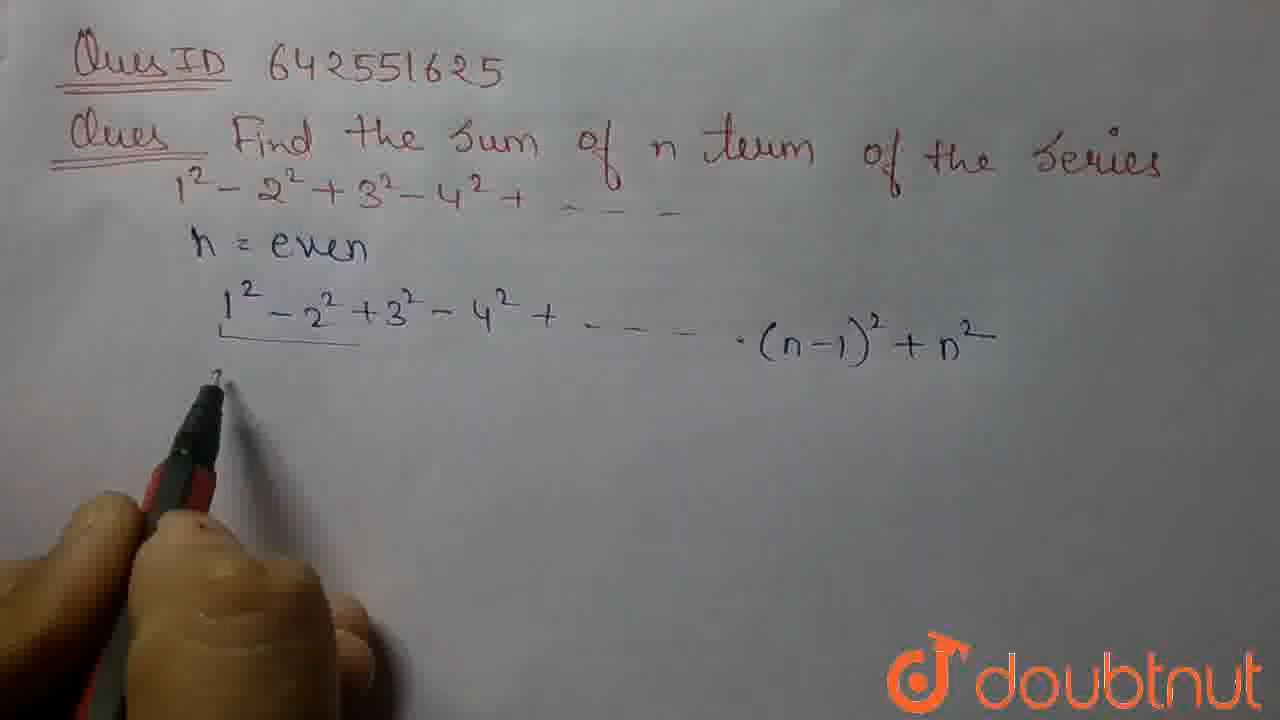 Ques ID 642551625
Ques Find the sum of n term of the series
1² - 2² + 3² - 4² + - - -
n = even
1² - 2² + 3² - 4² + - - - - . (n-1)² + n²
doubtnut